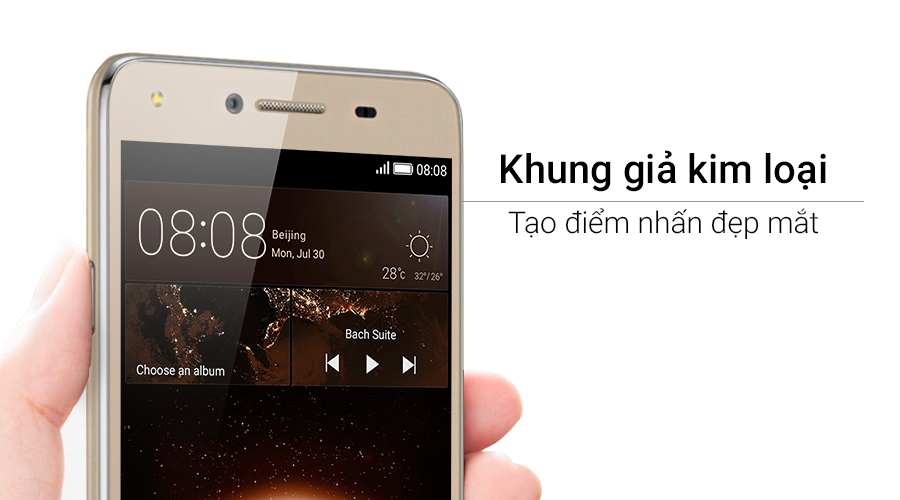 08:08
08:08
Beijing
Mon, Jul 30
28°c
32°/26°
Choose an album
Bach Suite
Khung giả kim loại
Tạo điểm nhấn đẹp mắt